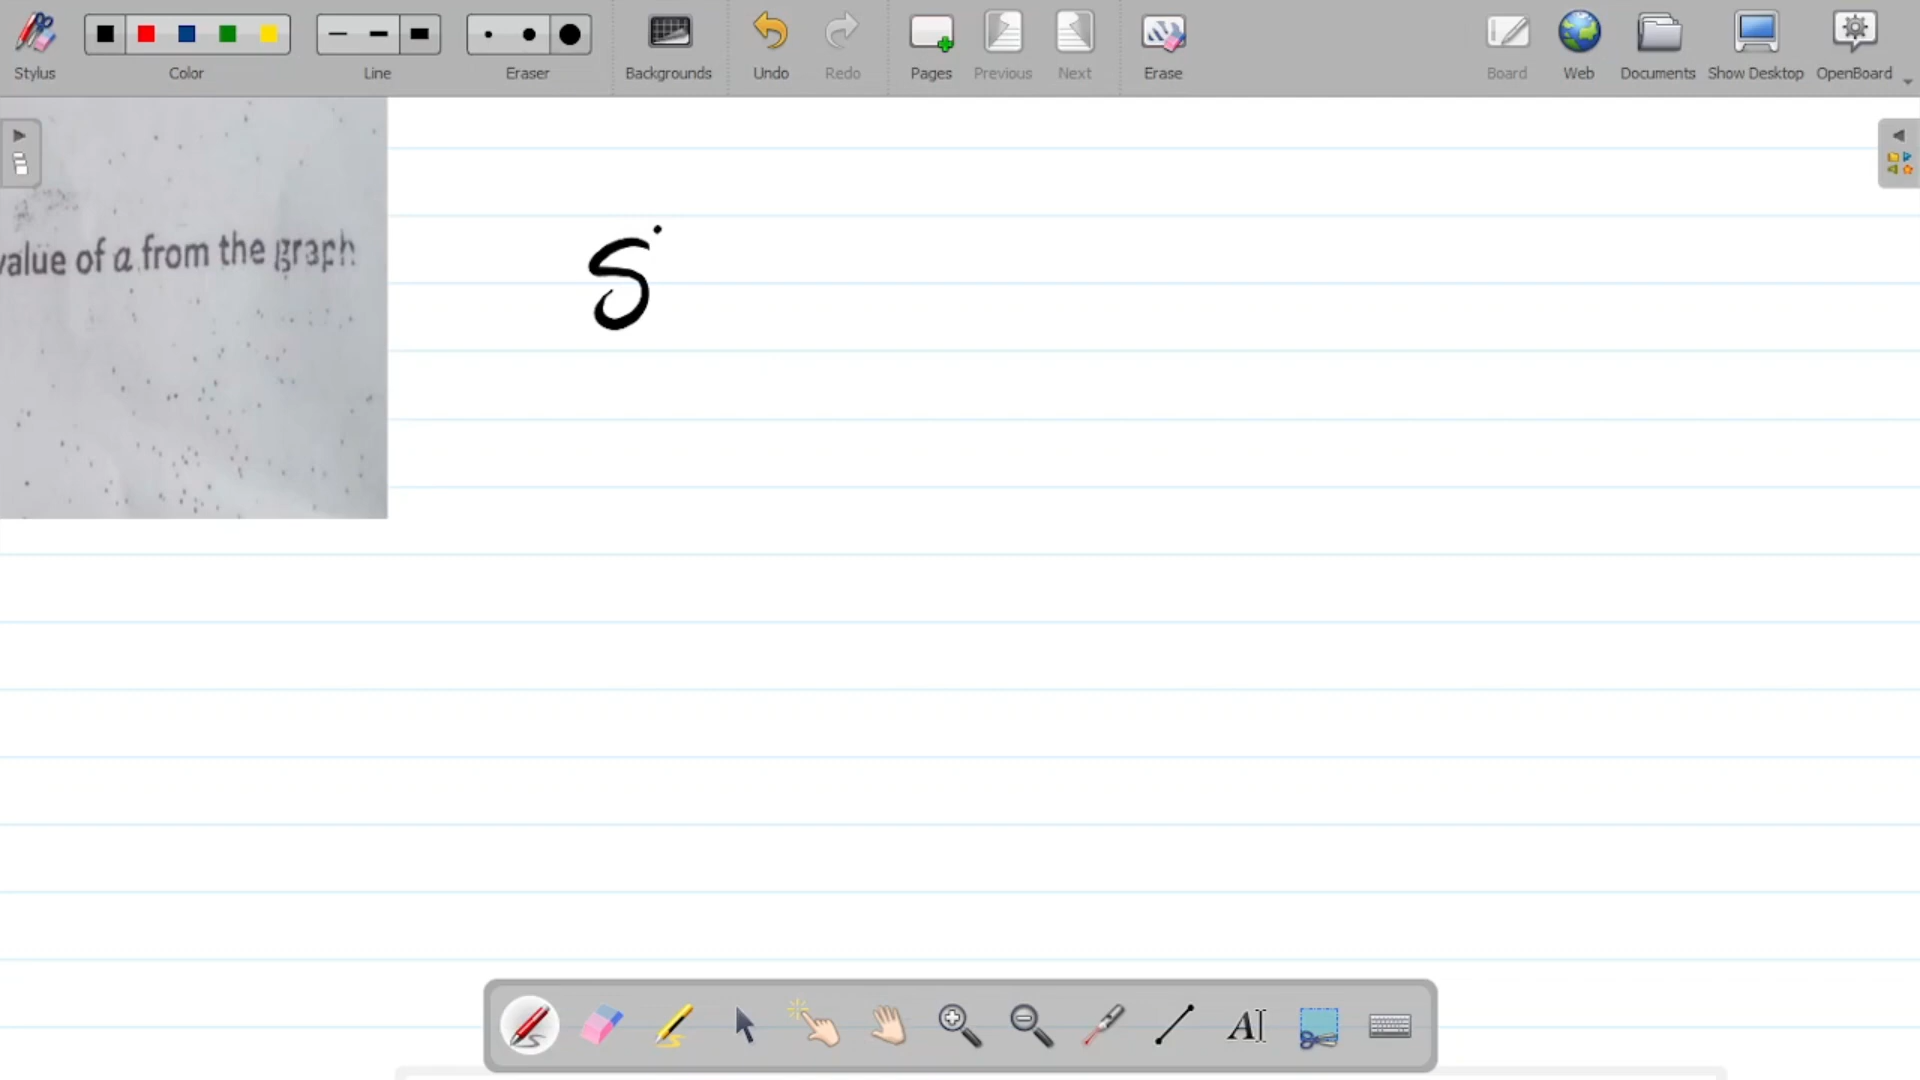 Stylus Color Line Eraser Backgrounds Undo Redo Pages Previous Next Erase Board Web Documents Show Desktop OpenBoard
value of a from the graph
S